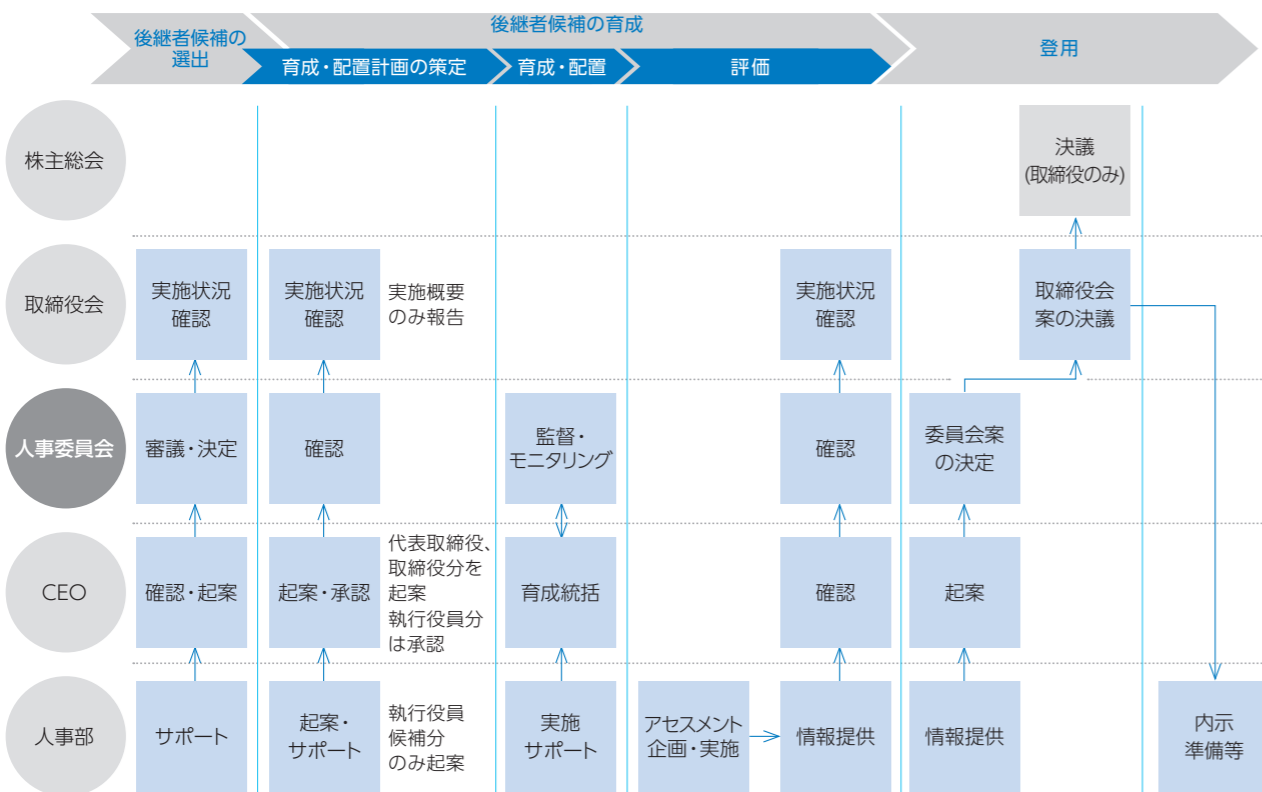 後継者候補の
選出
後継者候補の育成
登用
育成・配置計画の策定
育成・配置
評価
株主総会
決議
(取締役のみ)
取締役会
実施状況
確認
実施状況
確認
実施概要
のみ報告
実施状況
確認
取締役会
案の決議
人事委員会
審議・決定
確認
監督・
モニタリング
確認
委員会案
の決定
CEO
確認・起案
起案・承認
代表取締役、
取締役分を
起案
執行役員分
は承認
育成統括
確認
起案
人事部
サポート
起案・
サポート
執行役員
候補分
のみ起案
実施
サポート
アセスメント
企画・実施
情報提供
情報提供
内示
準備等